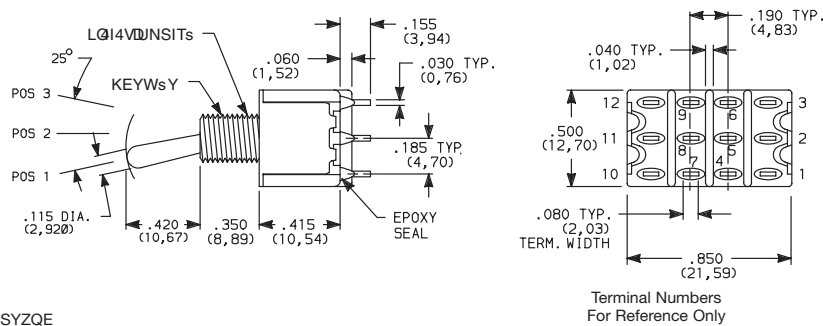 LO4I4VDUNSITs
25°
KEYWsY
POS 3
POS 2
POS 1
.115 DIA.
(2,920)
.420
(10,67)
.350
(8,89)
.415
(10,54)
.060
(1,52)
.155
(3,94)
.030 TYP.
(0,76)
.185 TYP.
(4,70)
EPOXY
SEAL
.190 TYP.
(4,83)
.040 TYP.
(1,02)
.500
(12,70)
12
9
6
3
11
8
5
2
10
7
4
1
.080 TYP.
(2,03)
TERM. WIDTH
.850
(21,59)
Terminal Numbers
For Reference Only
SYZQE